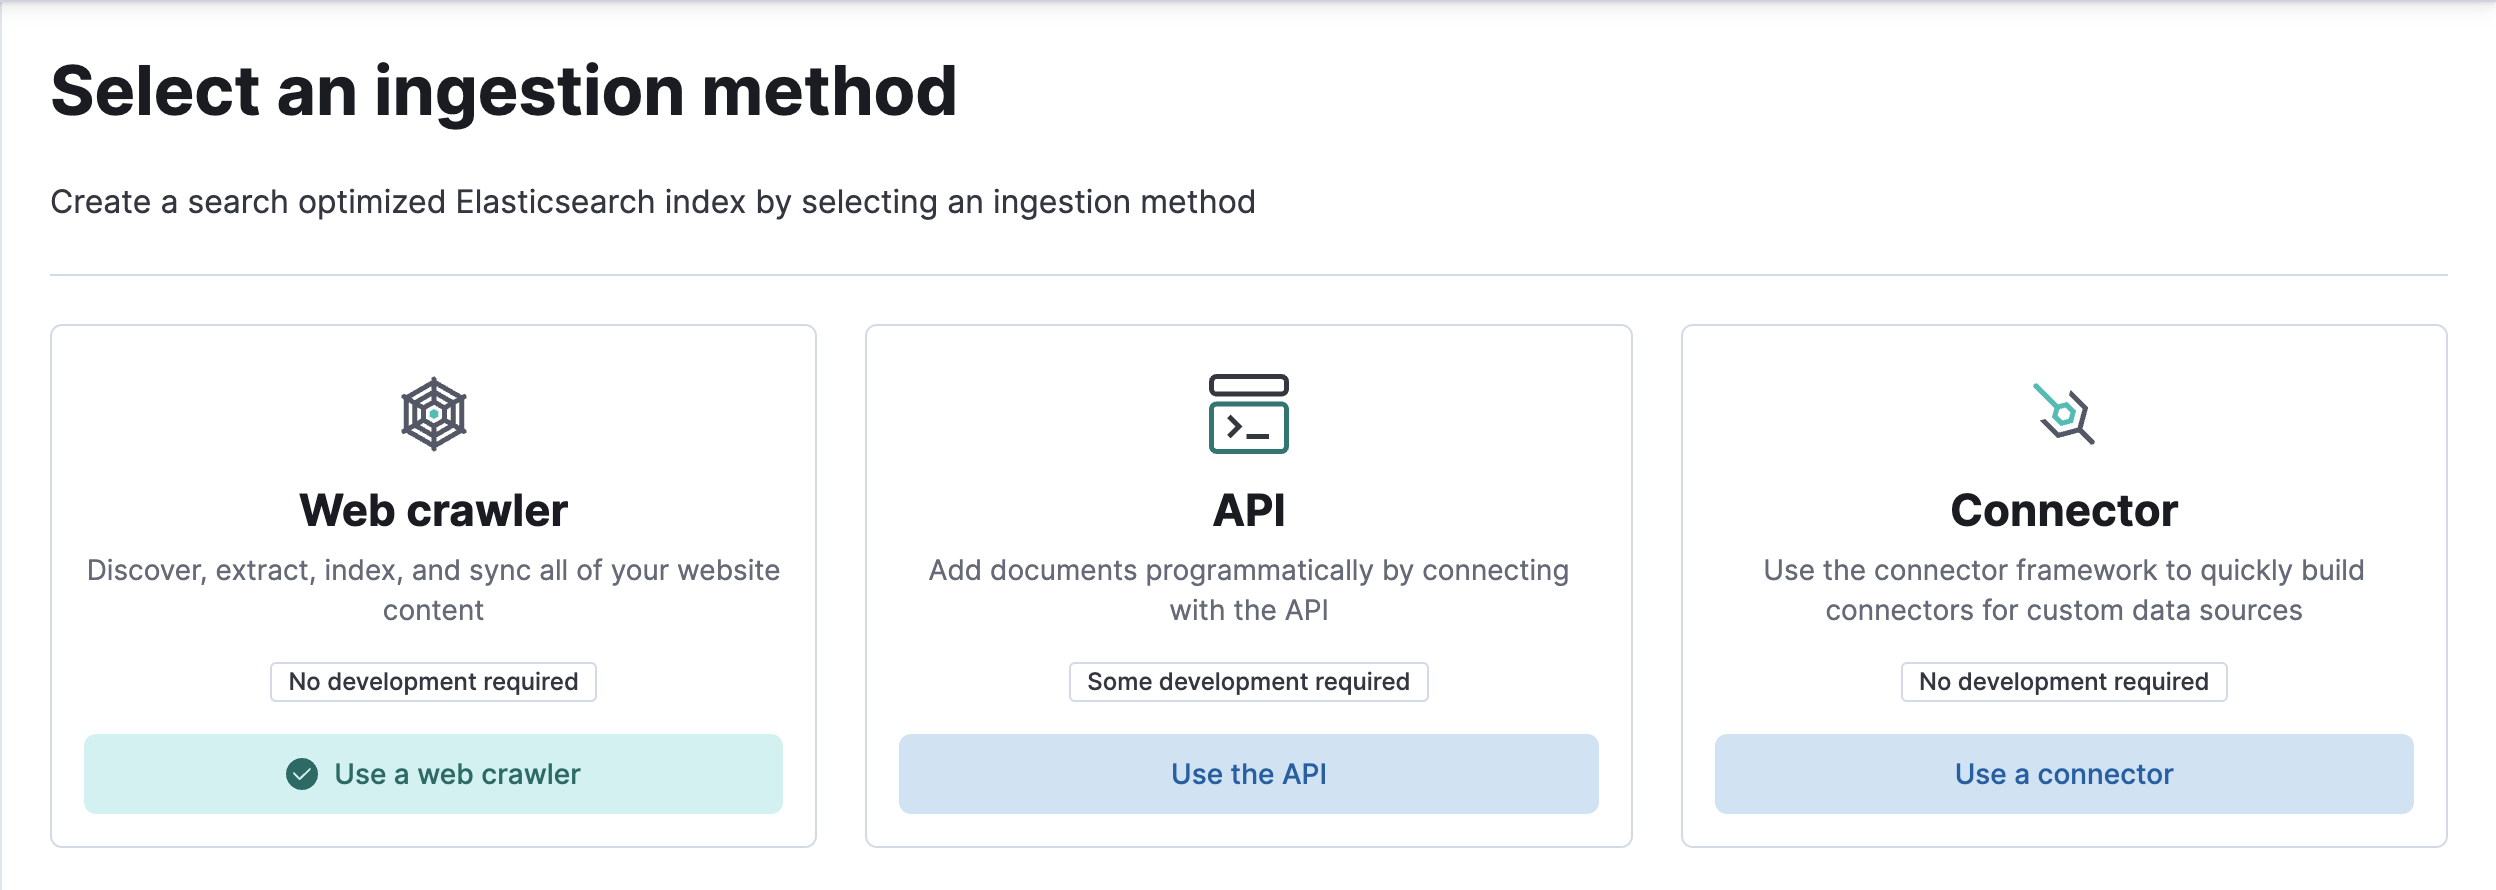 Select an ingestion method
Create a search optimized Elasticsearch index by selecting an ingestion method
Web crawler
Discover, extract, index, and sync all of your website
content
No development required
Use a web crawler
API
Add documents programmatically by connecting
with the API
Some development required
Use the API
Connector
Use the connector framework to quickly build
connectors for custom data sources
No development required
Use a connector